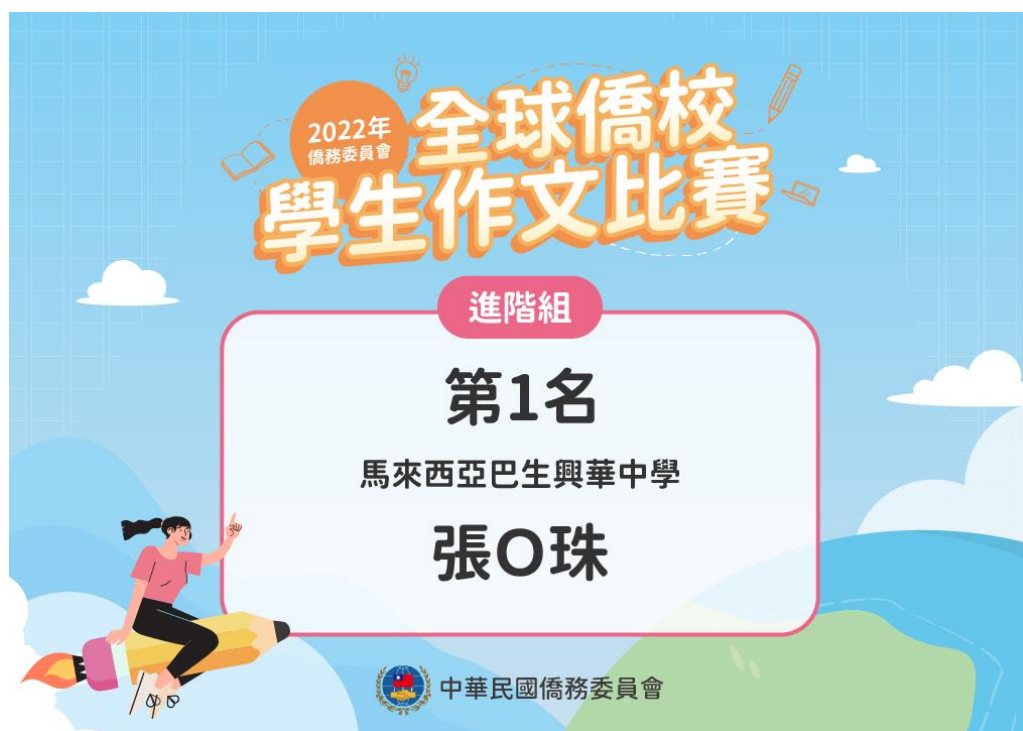 2022年
僑務委員會
全球僑校
學生作文比賽
進階組
第1名
馬來西亞巴生興華中學
張O珠
中華民國僑務委員會